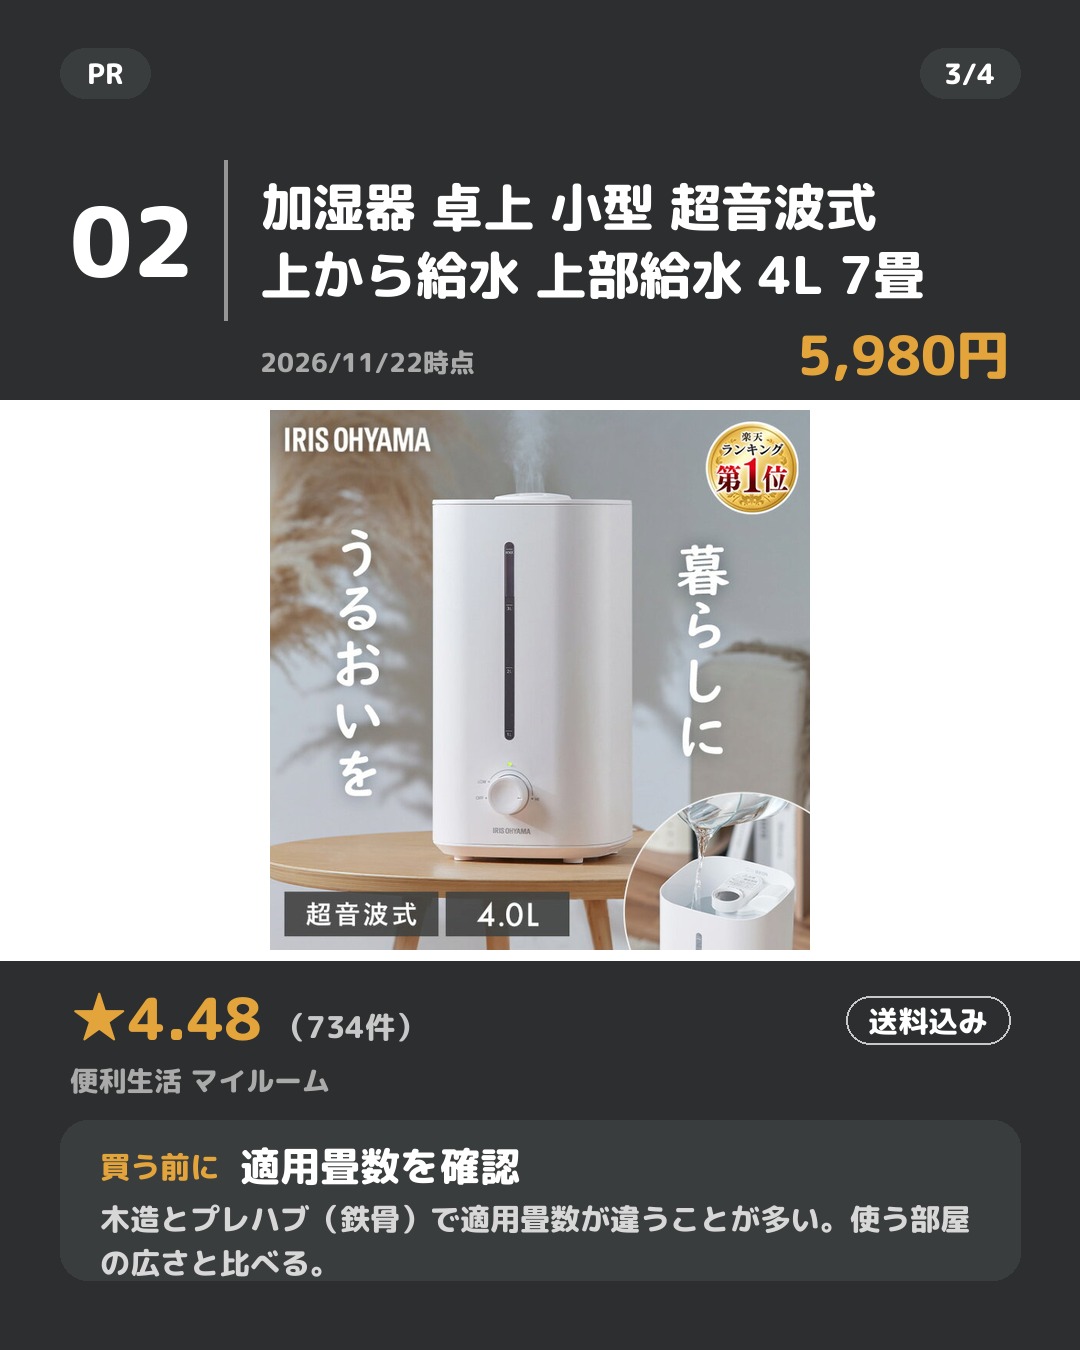 PR
3/4
02
加湿器 卓上 小型 超音波式
上から給水 上部給水 4L 7畳
2026/11/22時点
5,980円
IRIS OHYAMA
楽天
ランキング
第1位
うるおいを
暮らしに
IRIS OHYAMA
超音波式
4.0L
★4.48 (734件)
送料込み
便利生活 マイルーム
買う前に 適用畳数を確認
木造とプレハブ（鉄骨）で適用畳数が違うことが多い。使う部屋
の広さと比べる。